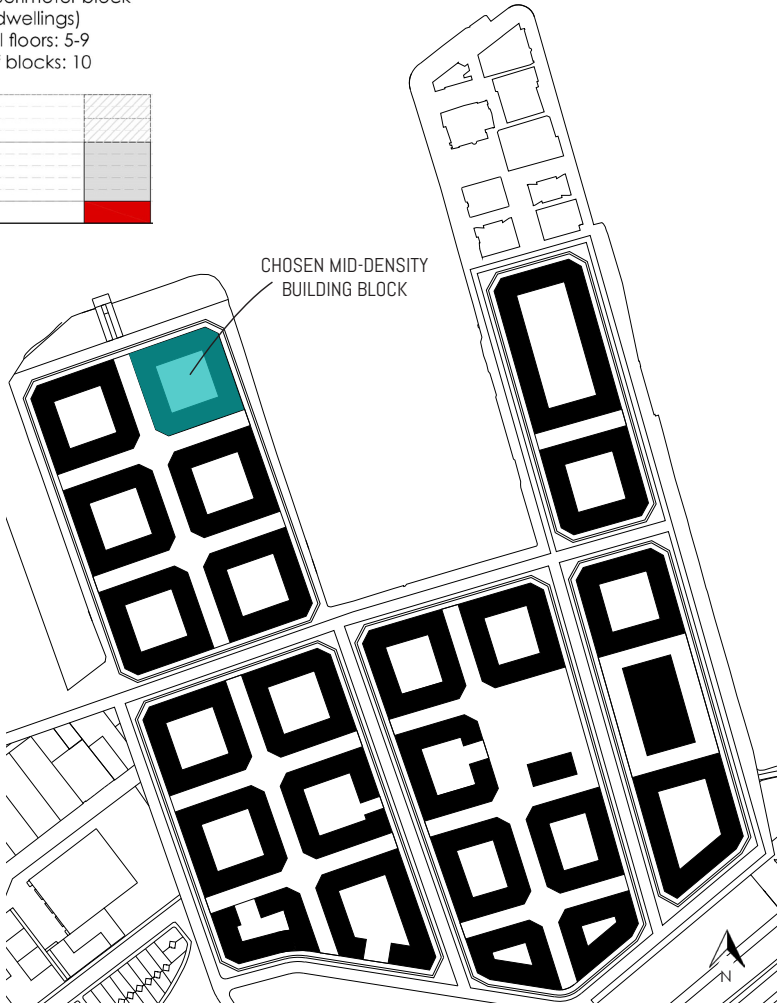 (dwellings)
floors: 5-9
blocks: 10
CHOSEN MID-DENSITY
BUILDING BLOCK
N